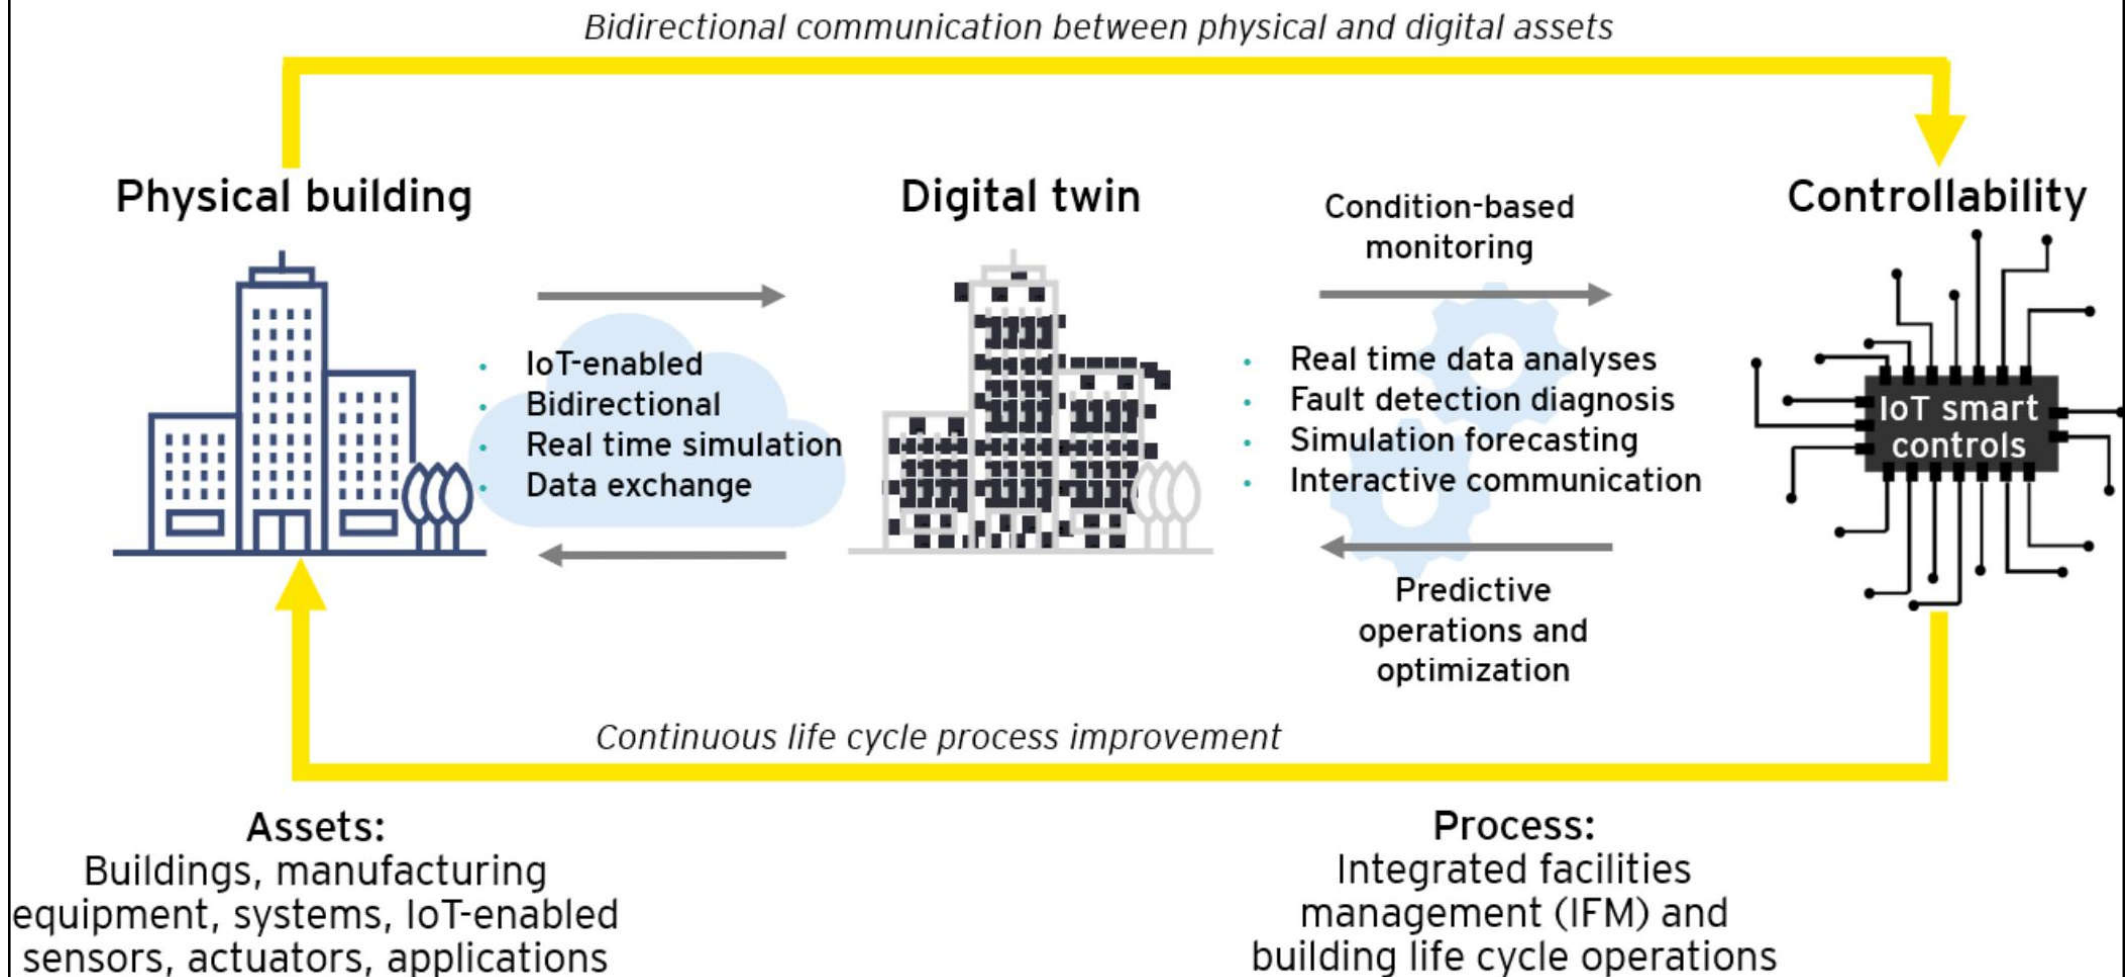 Bidirectional communication between physical and digital assets
Physical building
Digital twin
Condition-based
monitoring
Controllability
• IoT-enabled
• Bidirectional
• Real time simulation
• Data exchange
• Real time data analyses
• Fault detection diagnosis
• Simulation forecasting
• Interactive communication
IoT smart
controls
Predictive
operations and
optimization
Continuous life cycle process improvement
Assets:
Buildings, manufacturing
equipment, systems, IoT-enabled
sensors, actuators, applications
Process:
Integrated facilities
management (IFM) and
building life cycle operations